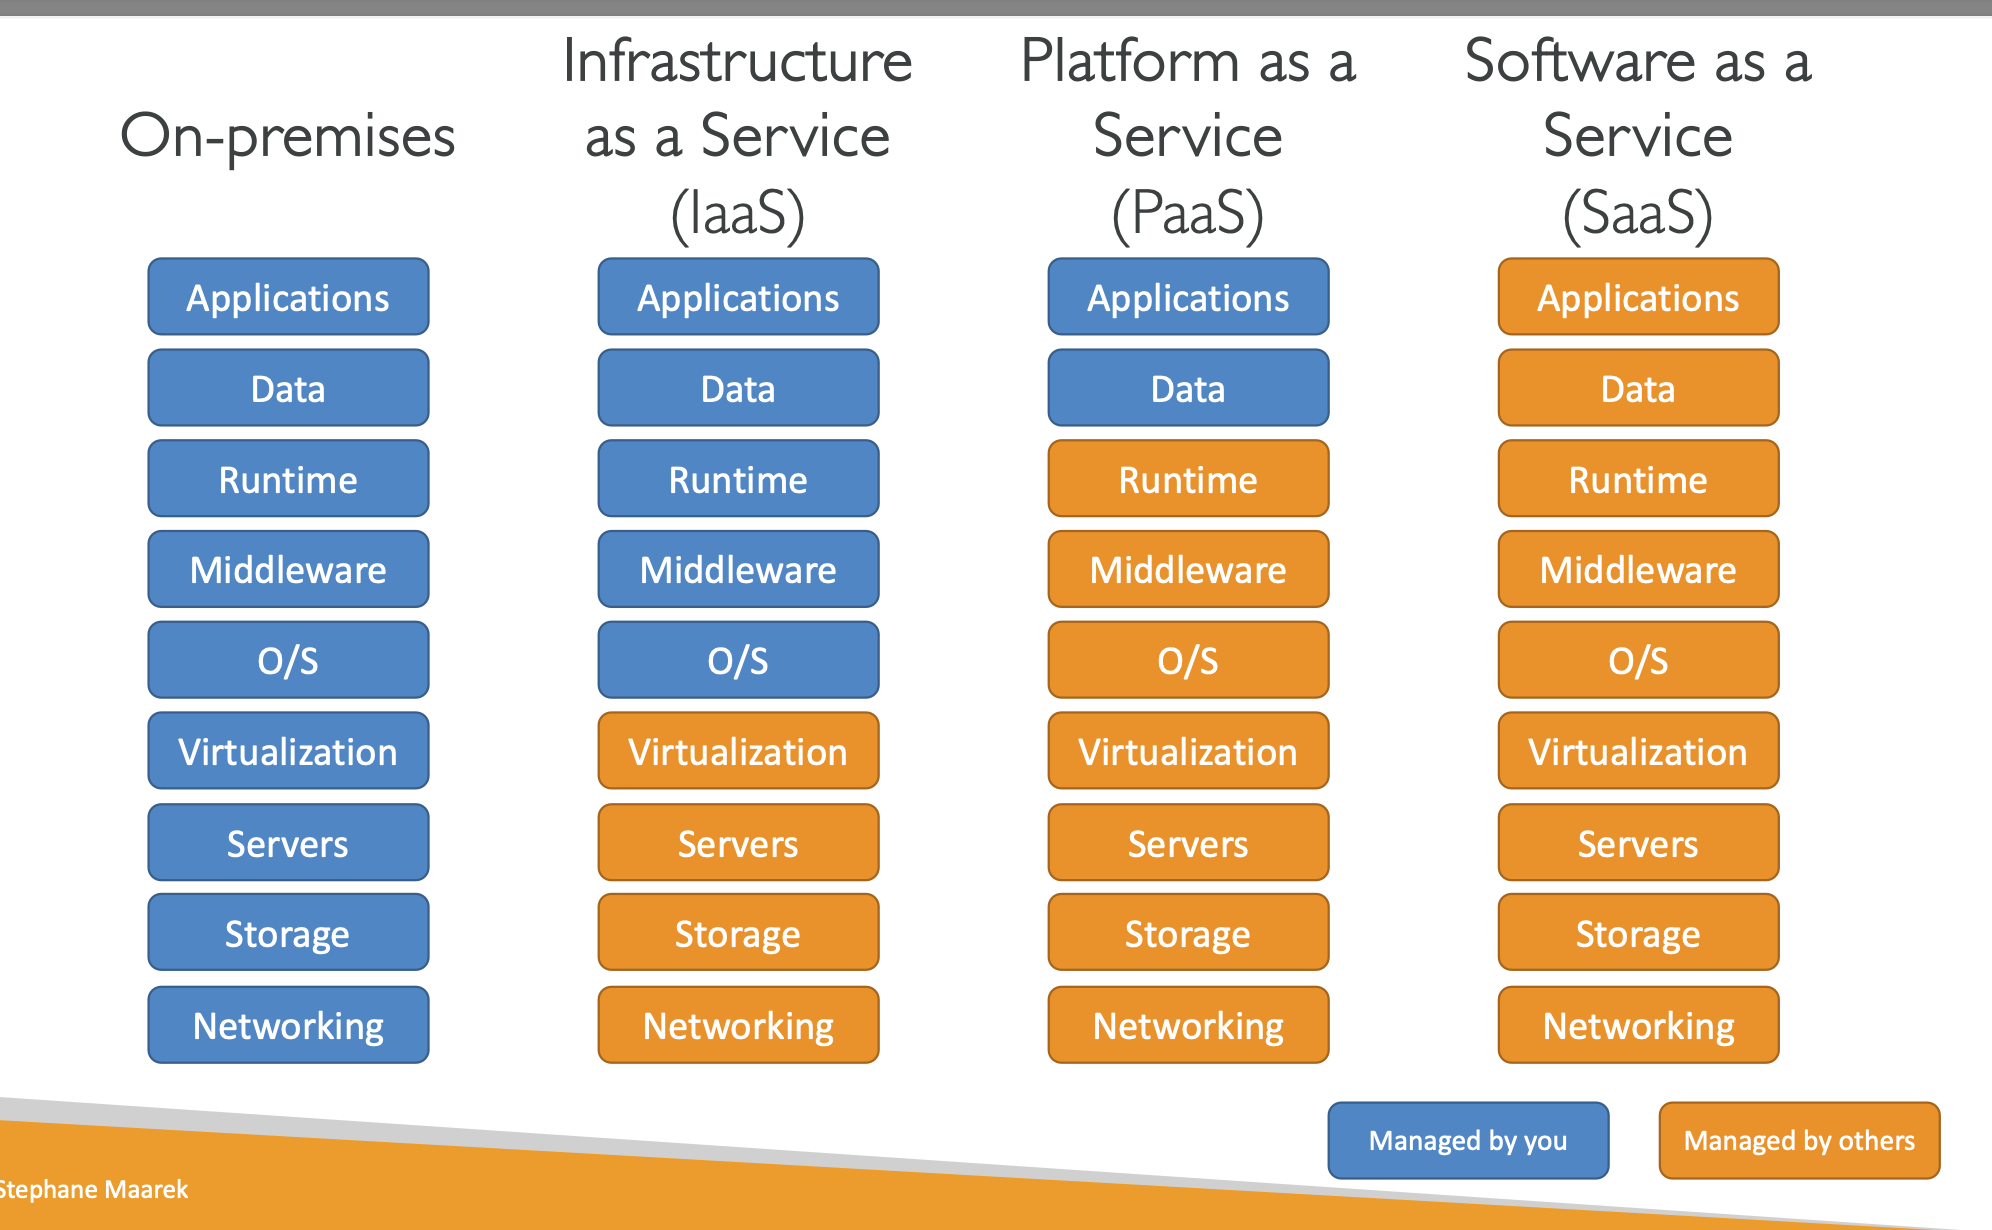 On-premises
Infrastructure
as a Service
(IaaS)
Platform as a
Service
(PaaS)
Software as a
Service
(SaaS)
Applications
Data
Runtime
Middleware
O/S
Virtualization
Servers
Storage
Networking
Applications
Data
Runtime
Middleware
O/S
Virtualization
Servers
Storage
Networking
Applications
Data
Runtime
Middleware
O/S
Virtualization
Servers
Storage
Networking
Applications
Data
Runtime
Middleware
O/S
Virtualization
Servers
Storage
Networking
Managed by you
Managed by others
Stephane Maarek